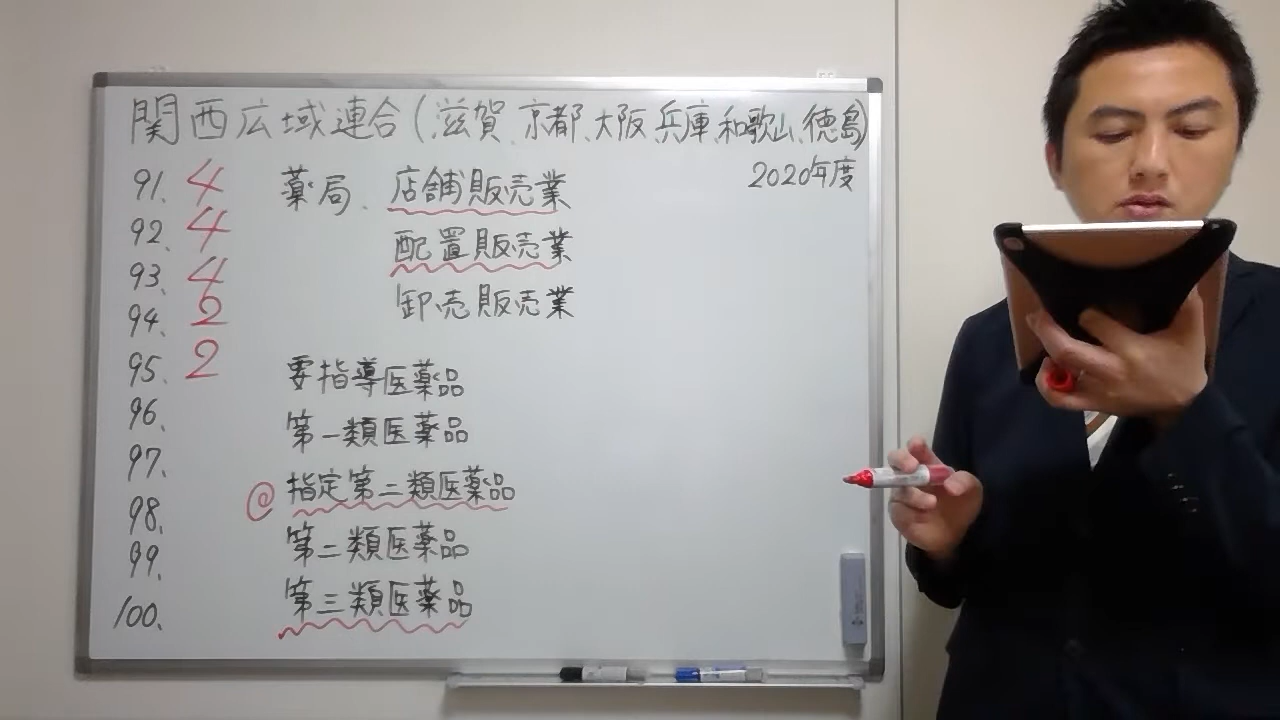 関西広域連合(滋賀、京都、大阪、兵庫、和歌山、徳島)
2020年度
91. 4
92. 4
93. 4
94. 2
95. 2
96.
97.
98.
99.
100.
薬局、店舗販売業
配置販売業
卸売販売業
要指導医薬品
第一類医薬品
@ 指定第二類医薬品
第二類医薬品
第三類医薬品